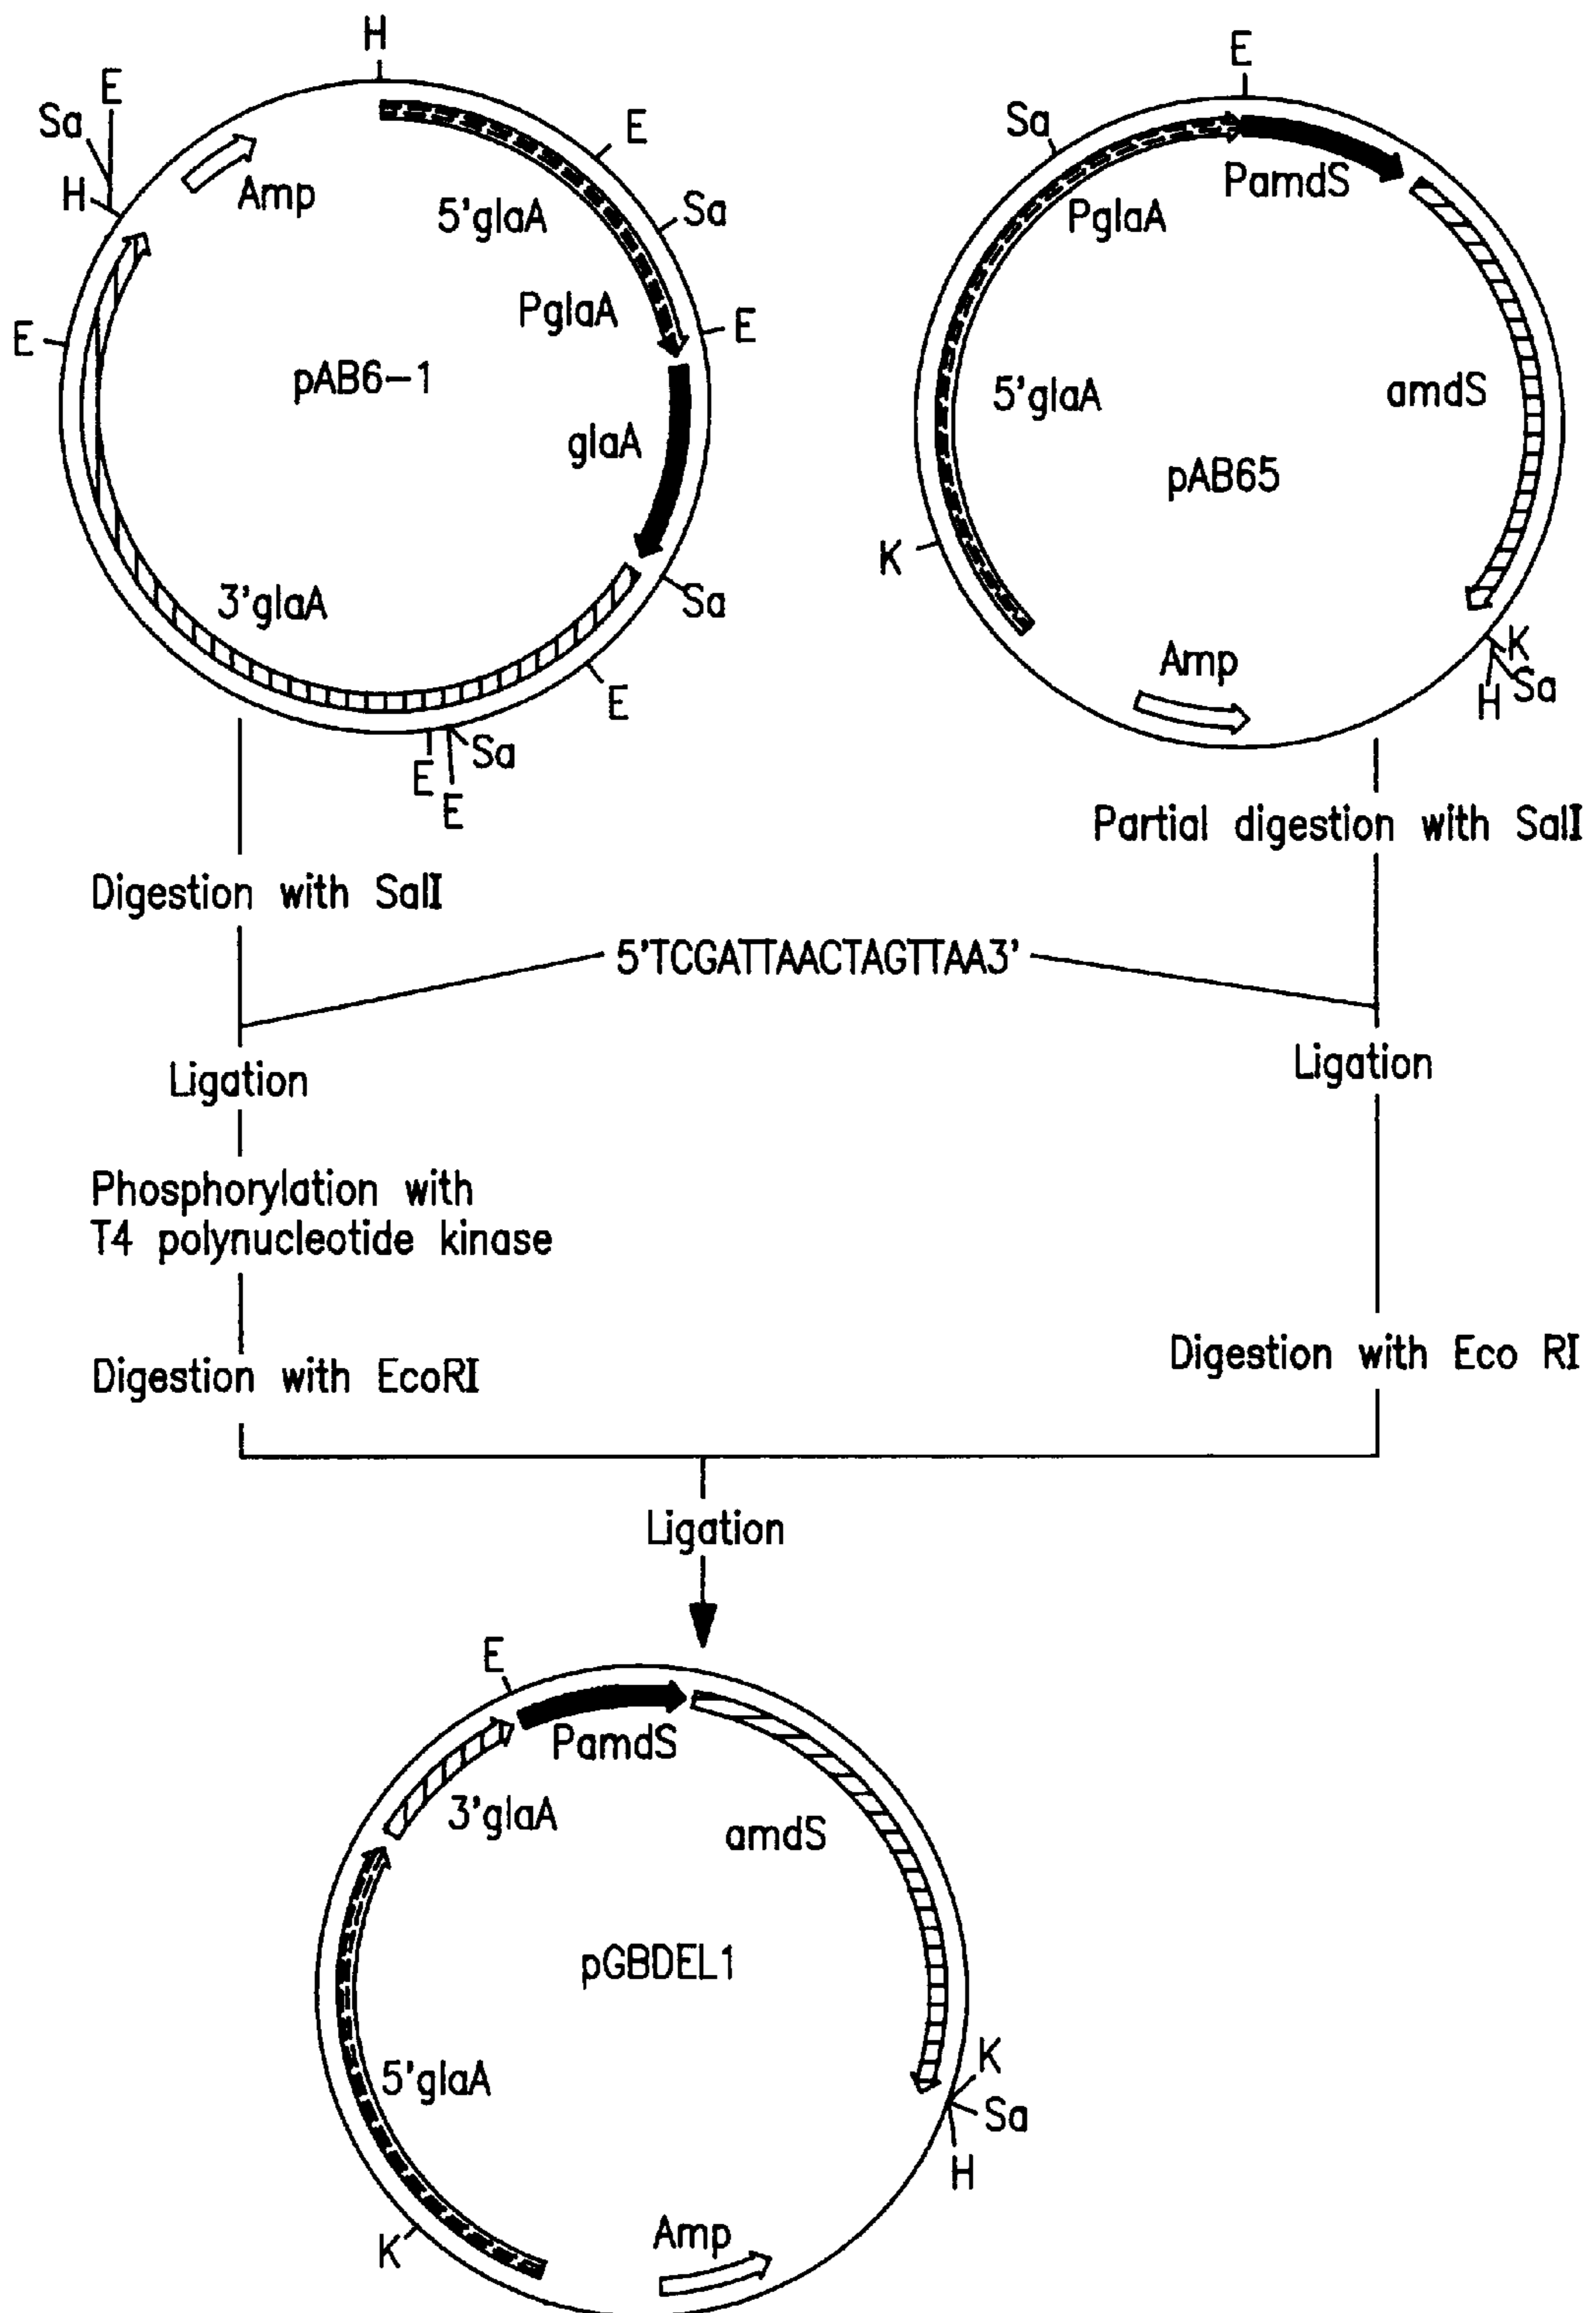 H
E
Sa
H
E
Amp
5'glaA
Sa
PglaA
E
E
pAB6-1
glaA
3'glaA
Sa
E
Sa
E
E
E
Sa
PamdS
PglaA
5'glaA
amdS
pAB65
K
Amp
K
Sa
H
Partial digestion with SalI
Digestion with SalI
5'TCGATTAACTAGTTAA3'
Ligation
Ligation
Phosphorylation with
T4 polynucleotide kinase
Digestion with EcoRI
Digestion with Eco RI
Ligation
E
PamdS
3'glaA
amdS
pGBDEL1
5'glaA
K
Sa
H
K
Amp